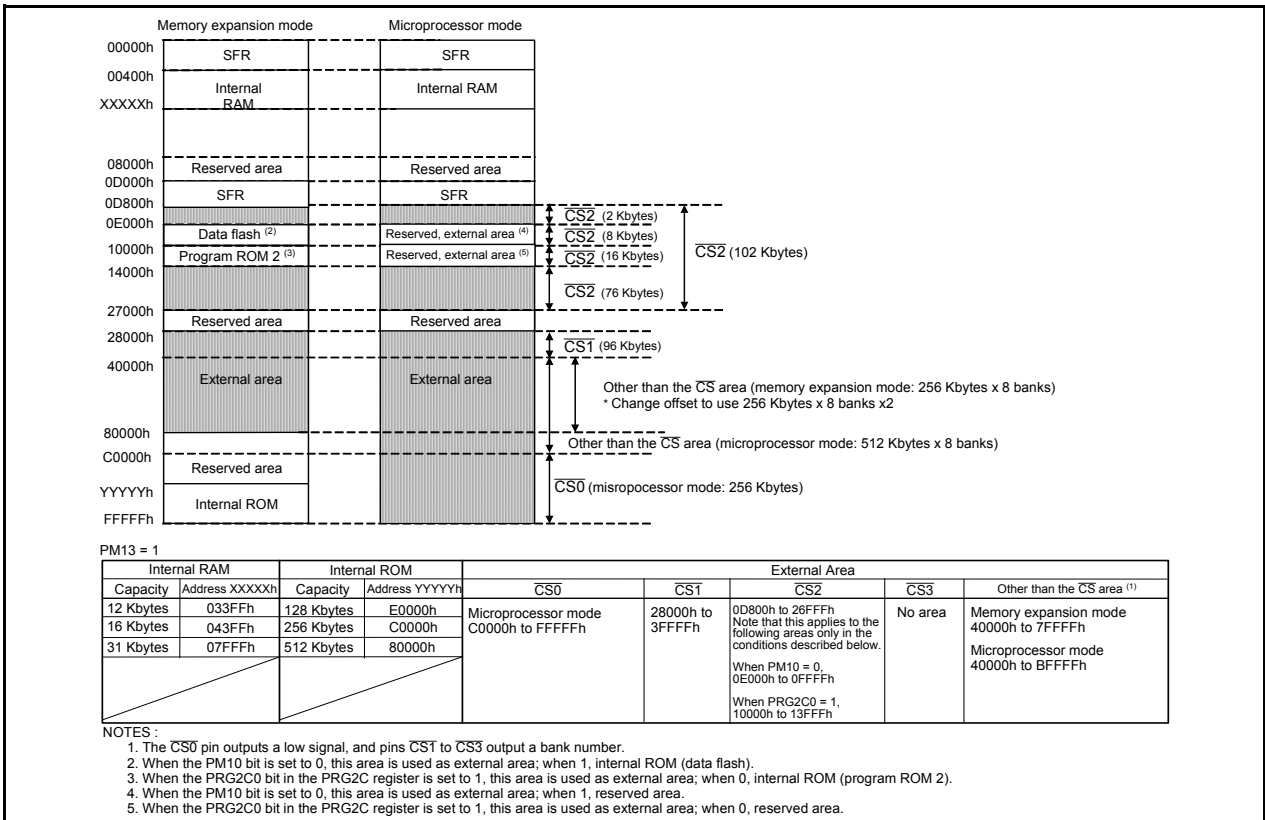 Memory expansion mode Microprocessor mode
00000h
SFR SFR
00400h
Internal
RAM
Internal RAM
XXXXXh
08000h
Reserved area Reserved area
0D000h
SFR SFR
0D800h
CS2 (2 Kbytes)
0E000h
Data flash (2) Reserved, external area (4) CS2 (8 Kbytes)
10000h
CS2 (102 Kbytes)
Program ROM 2 (3) Reserved, external area (5) CS2 (16 Kbytes)
14000h
CS2 (76 Kbytes)
27000h
Reserved area Reserved area
28000h
CS1 (96 Kbytes)
40000h
External area External area
Other than the CS area (memory expansion mode: 256 Kbytes x 8 banks)
* Change offset to use 256 Kbytes x 8 banks x2
80000h
Other than the CS area (microprocessor mode: 512 Kbytes x 8 banks)
C0000h
Reserved area
CS0 (misropocessor mode: 256 Kbytes)
YYYYYh
Internal ROM
FFFFFh
PM13 = 1
Internal RAM Internal ROM External Area
Capacity Address XXXXXh Capacity Address YYYYYh CS0 CS1 CS2 CS3 Other than the CS area (1)
12 Kbytes 033FFh 128 Kbytes E0000h
16 Kbytes 043FFh 256 Kbytes C0000h
31 Kbytes 07FFFh 512 Kbytes 80000h
Microprocessor mode
C0000h to FFFFFh
28000h to
3FFFFh
0D800h to 26FFFh
Note that this applies to the
following areas only in the
conditions described below.
When PM10 = 0,
0E000h to 0FFFFh
When PRG2C0 = 1,
10000h to 13FFFh
No area
Memory expansion mode
40000h to 7FFFFh
Microprocessor mode
40000h to BFFFFh
NOTES :
1. The CS0 pin outputs a low signal, and pins CS1 to CS3 output a bank number.
2. When the PM10 bit is set to 0, this area is used as external area; when 1, internal ROM (data flash).
3. When the PRG2C0 bit in the PRG2C register is set to 1, this area is used as external area; when 0, internal ROM (program ROM 2).
4. When the PM10 bit is set to 0, this area is used as external area; when 1, reserved area.
5. When the PRG2C0 bit in the PRG2C register is set to 1, this area is used as external area; when 0, reserved area.